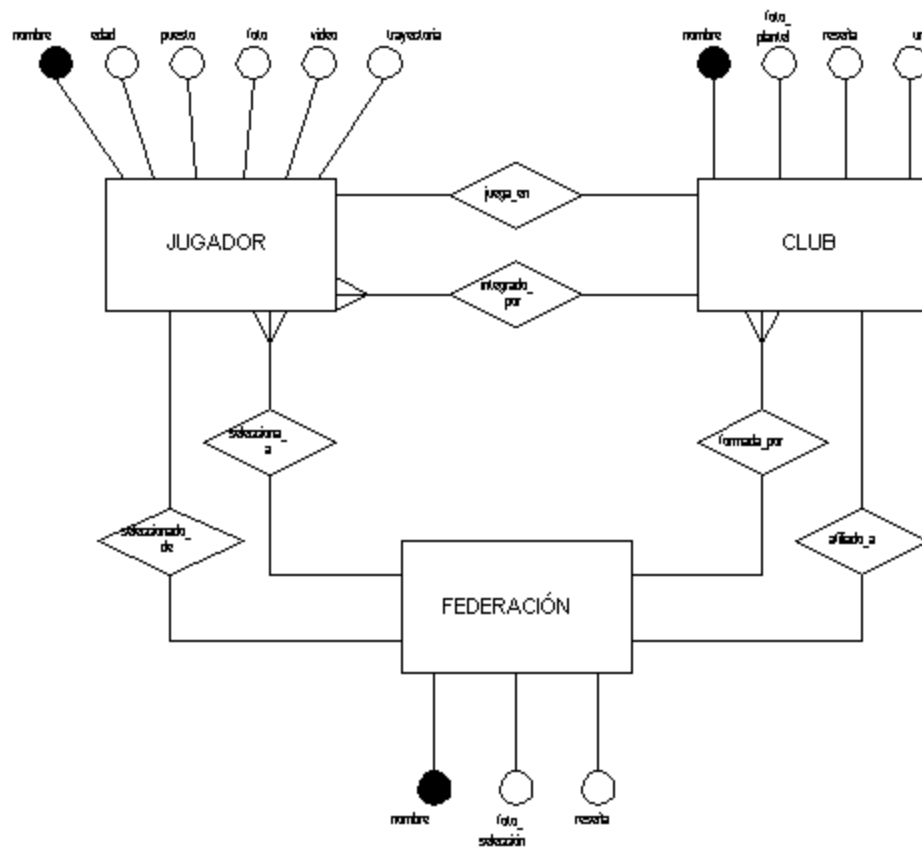 nombre
edad
puesto
foto
video
trayectoria
nombre
foto_
plantel
reseña
JUGADOR
juega_en
CLUB
integrado_
por
selecciona_
a
formada_por
seleccionado_
de
afiliado_a
FEDERACIÓN
nombre
foto_
selección
reseña